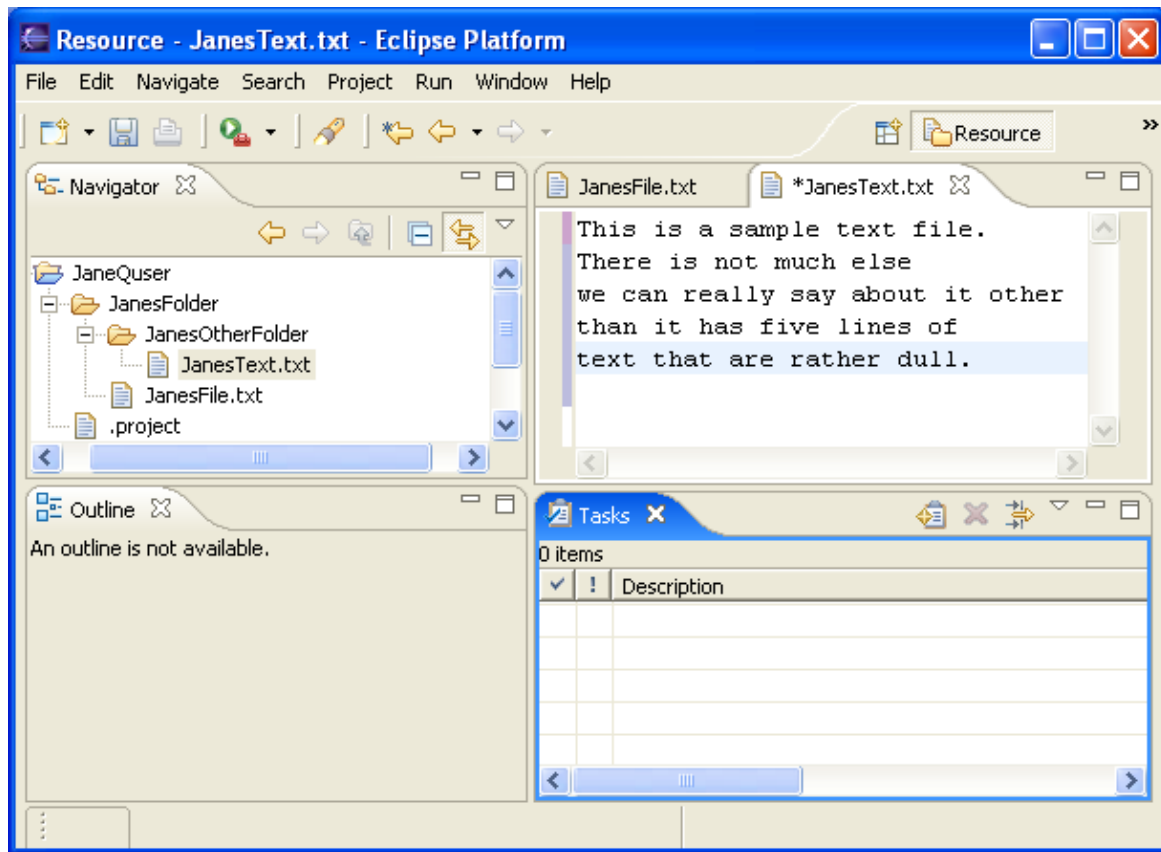 Resource - JanesText.txt - Eclipse Platform
File Edit Navigate Search Project Run Window Help
Resource »
Navigator
JaneQuser
JanesFolder
JanesOtherFolder
JanesText.txt
JanesFile.txt
.project
JanesFile.txt *JanesText.txt
This is a sample text file.
There is not much else
we can really say about it other
than it has five lines of
text that are rather dull.
Outline
An outline is not available.
Tasks
0 items
! Description